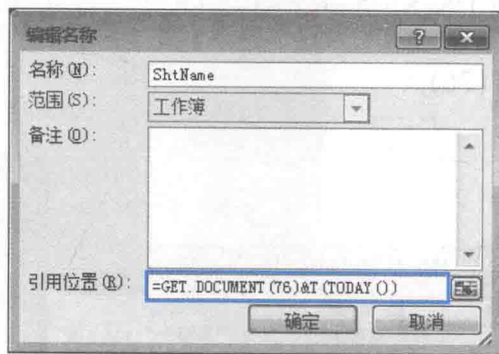 编辑名称
名称(N):
ShtName
范围(S):
工作簿
备注(O):
引用位置(R):
=GET.DOCUMENT(76)&T(TODAY())
确定
取消